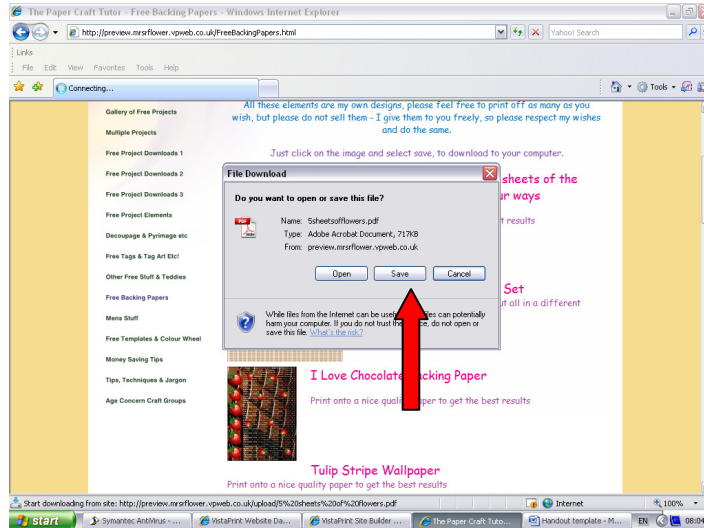 The Paper Craft Tutor - Free Backing Papers - Windows Internet Explorer
http://preview.mrsrflower.vpweb.co.uk/FreeBackingPapers.html
Yahoo! Search
Links
File Edit View Favorites Tools Help
Connecting...
Tools
All these elements are my own designs, please feel free to print off as many as you
wish, but please do not sell them - I give them to you freely, so please respect my wishes
and do the same.
Just click on the image and select save, to download to your computer.
Gallery of Free Projects
Multiple Projects
Free Project Downloads 1
Free Project Downloads 2
Free Project Downloads 3
Free Project Elements
Decoupage & Pyrimage etc
Free Tags & Tag Art Etc!
Other Free Stuff & Teddies
Free Backing Papers
Mens Stuff
Free Templates & Colour Wheel
Money Saving Tips
Tips, Techniques & Jargon
Age Concern Craft Groups
sheets of the
ur ways
t results
Set
ut all in a different
File Download
Do you want to open or save this file?
PDF
Name: 5sheetsofflowers.pdf
Type: Adobe Acrobat Document, 717KB
From: preview.mrsrflower.vpweb.co.uk
Open Save Cancel
While files from the Internet can be useful, files can potentially
harm your computer. If you do not trust the ce, do not open or
save this file. What's the risk?
I Love Chocolate cking Paper
Print onto a nice quali per to get the best results
Tulip Stripe Wallpaper
Print onto a nice quality paper to get the best results
Start downloading from site: http://preview.mrsrflower.vpweb.co.uk/upload/5%20sheets%20of%20flowers.pdf
Internet
100%
start
Symantec AntiVirus - ...
VistaPrint Website Da...
VistaPrint Site Builder ...
The Paper Craft Tuto...
Handout template - M...
EN
08:04